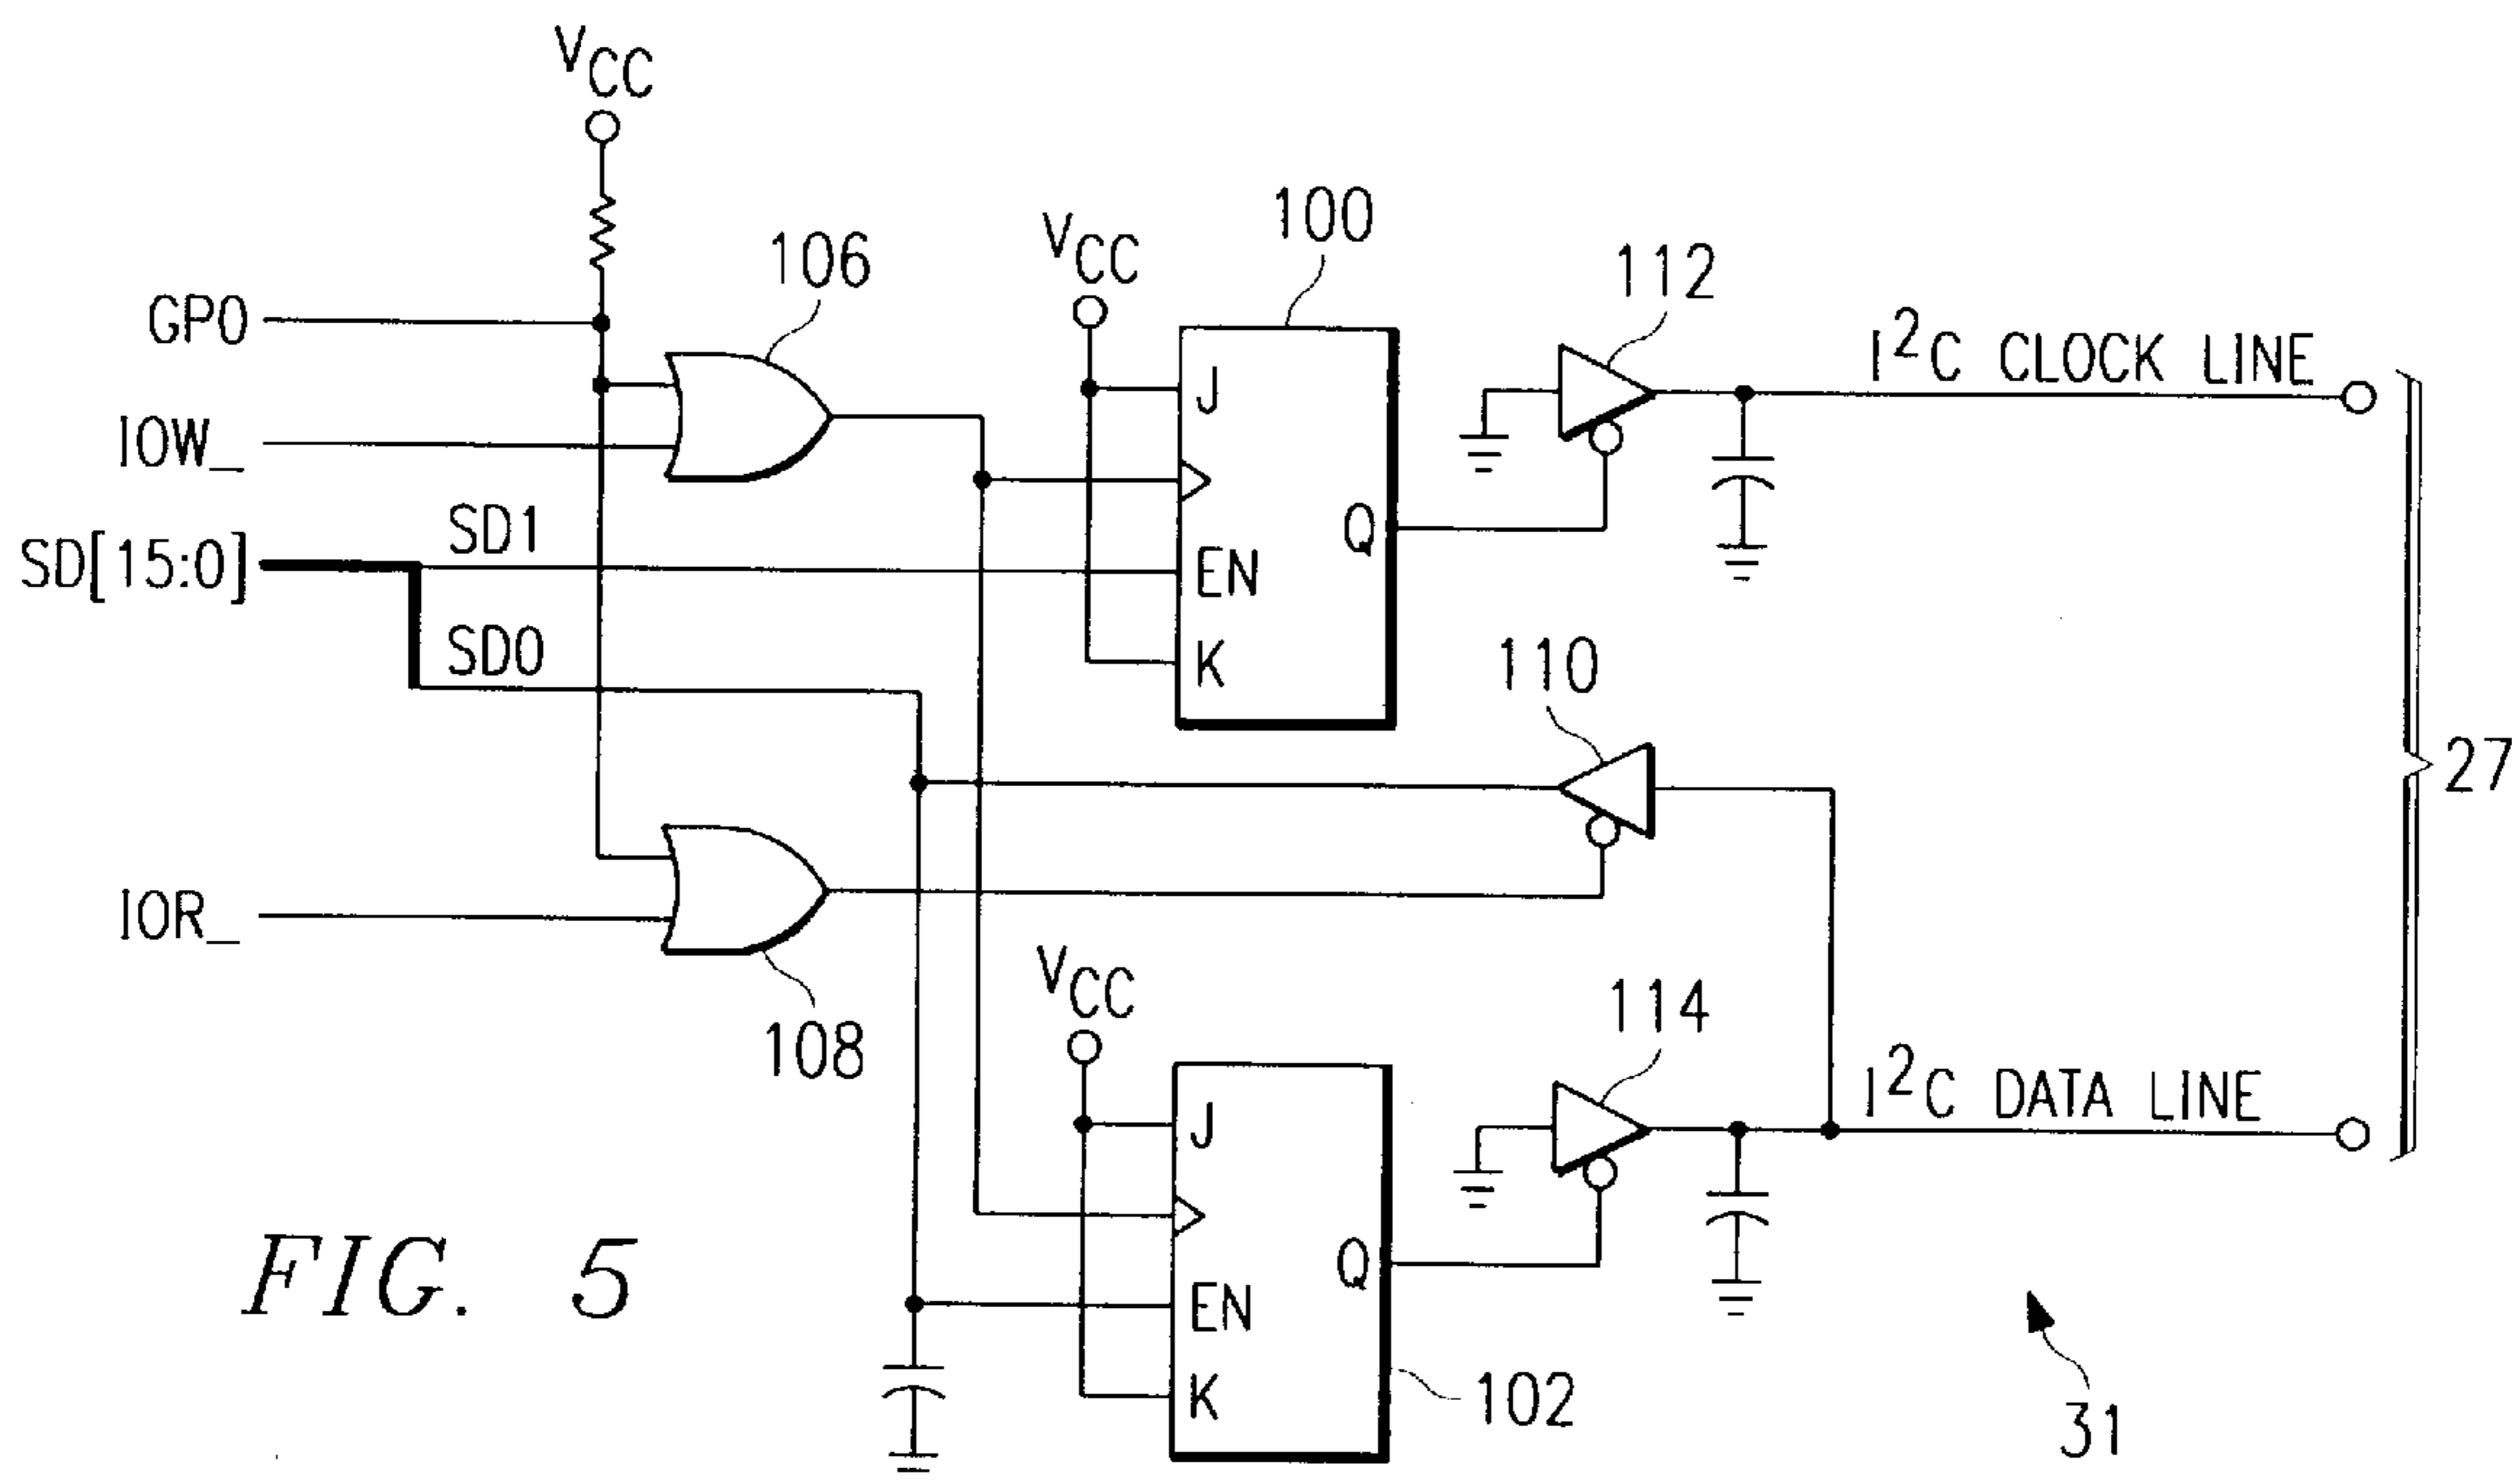 VCC
GPO
106
IOW_
SD[15:0]
SD1
SD0
IOR_
108
VCC
100
J
EN
K
Q
112
I²C CLOCK LINE
110
27
VCC
J
EN
K
Q
102
114
I²C DATA LINE
31
FIG. 5